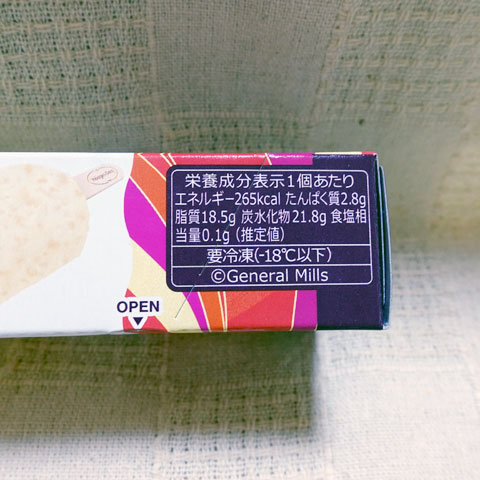 栄養成分表示1個あたり
エネルギー265kcal たんぱく質2.8g
脂質18.5g 炭水化物21.8g 食塩相
当量0.1g（推定値）
要冷凍(-18℃以下)
©General Mills
OPEN